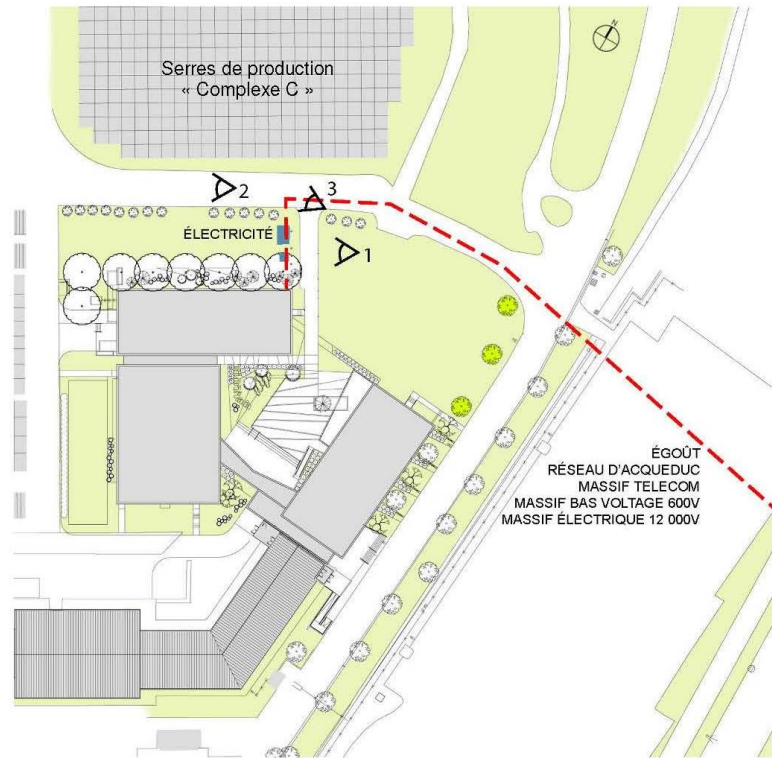 N
Serres de production
« Complexe C »
2
3
ÉLECTRICITÉ
1
ÉGOÛT
RÉSEAU D'ACQUEDUC
MASSIF TELECOM
MASSIF BAS VOLTAGE 600V
MASSIF ÉLECTRIQUE 12 000V